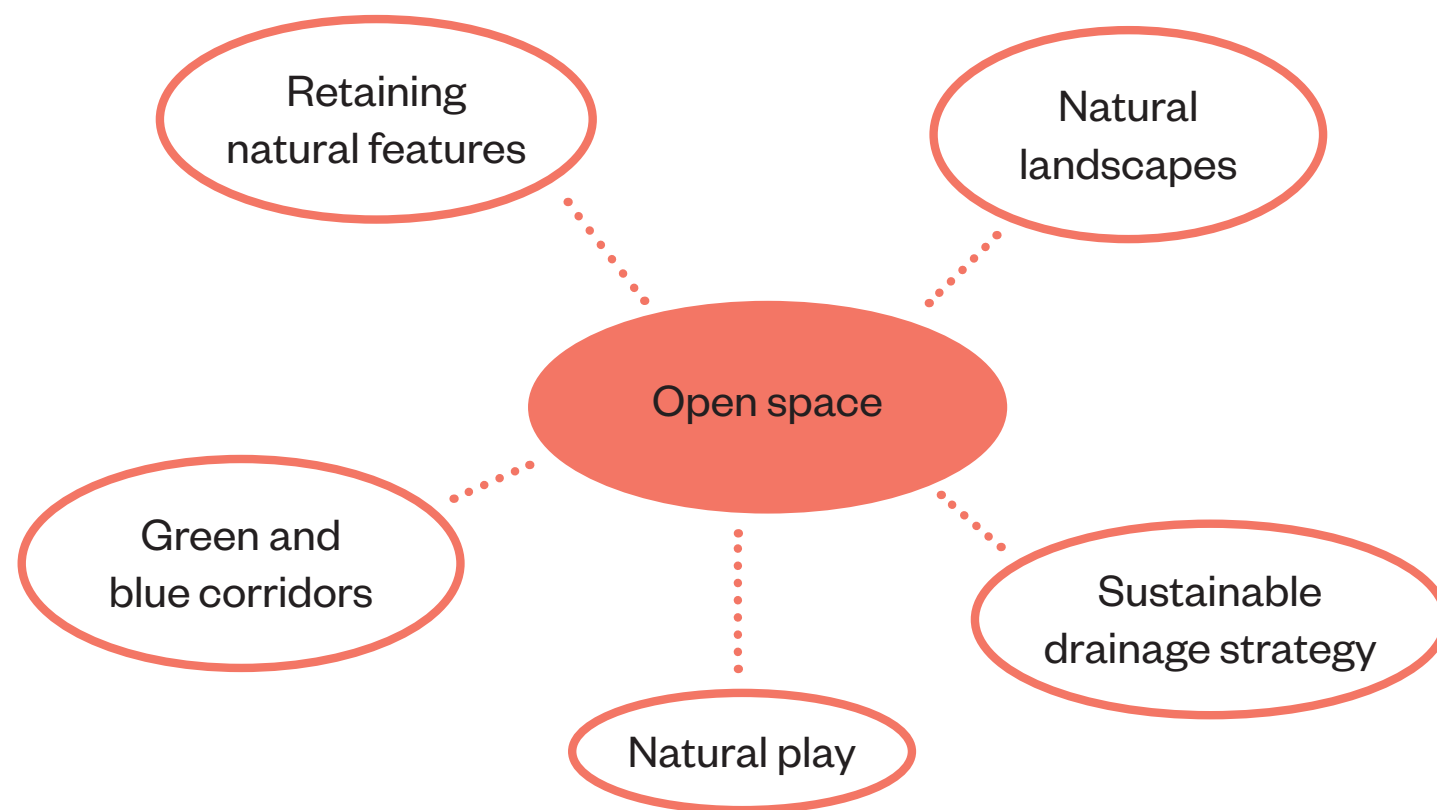 Retaining
natural features
Natural
landscapes
Open space
Green and
blue corridors
Sustainable
drainage strategy
Natural play